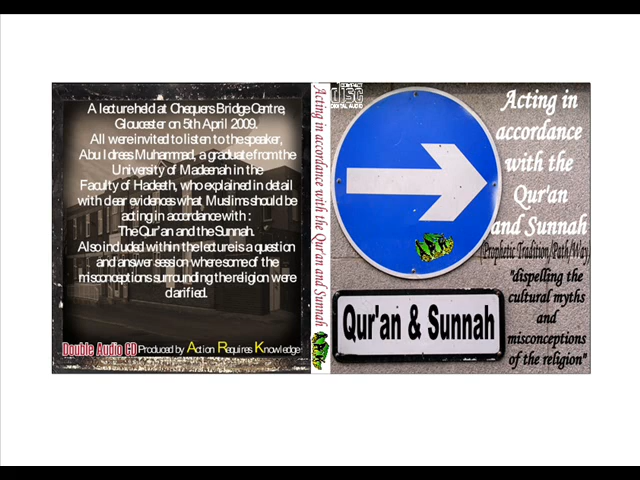 A lecture held at Chequers Bridge Centre,
Gloucester on 5th April 2009.
All were invited to listen to the speaker,
Abu Idrees Muhammad, a graduate from the
University of Madeenah in the
Faculty of Hadeeth, who explained in detail
with clear evidences what Muslims should be
acting in accordance with :
The Qur'an and the Sunnah.
Also included within the lecture is a question
and answer session where some of the
misconceptions surrounding the religion were
clarified.
Double Audio CD Produced by Action Requires Knowledge
Acting in accordance with the Qur'an and Sunnah
COMPACT
disc
DIGITAL AUDIO
Acting in
accordance
with the
Qur'an
and Sunnah
(Prophetic Tradition/Path/Way)
"dispelling the
cultural myths
and
misconceptions
of the religion"
Qur'an & Sunnah